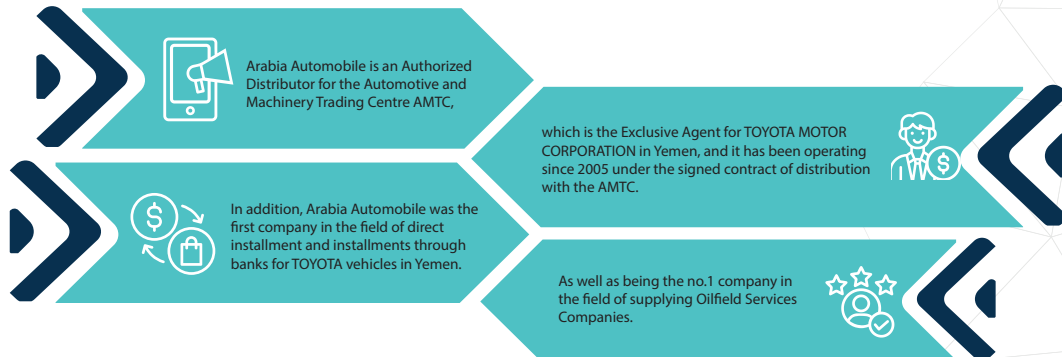 Arabia Automobile is an Authorized
Distributor for the Automotive and
Machinery Trading Centre AMTC,
which is the Exclusive Agent for TOYOTA MOTOR
CORPORATION in Yemen, and it has been operating
since 2005 under the signed contract of distribution
with the AMTC.
In addition, Arabia Automobile was the
first company in the field of direct
installment and installments through
banks for TOYOTA vehicles in Yemen.
As well as being the no.1 company in
the field of supplying Oilfield Services
Companies.